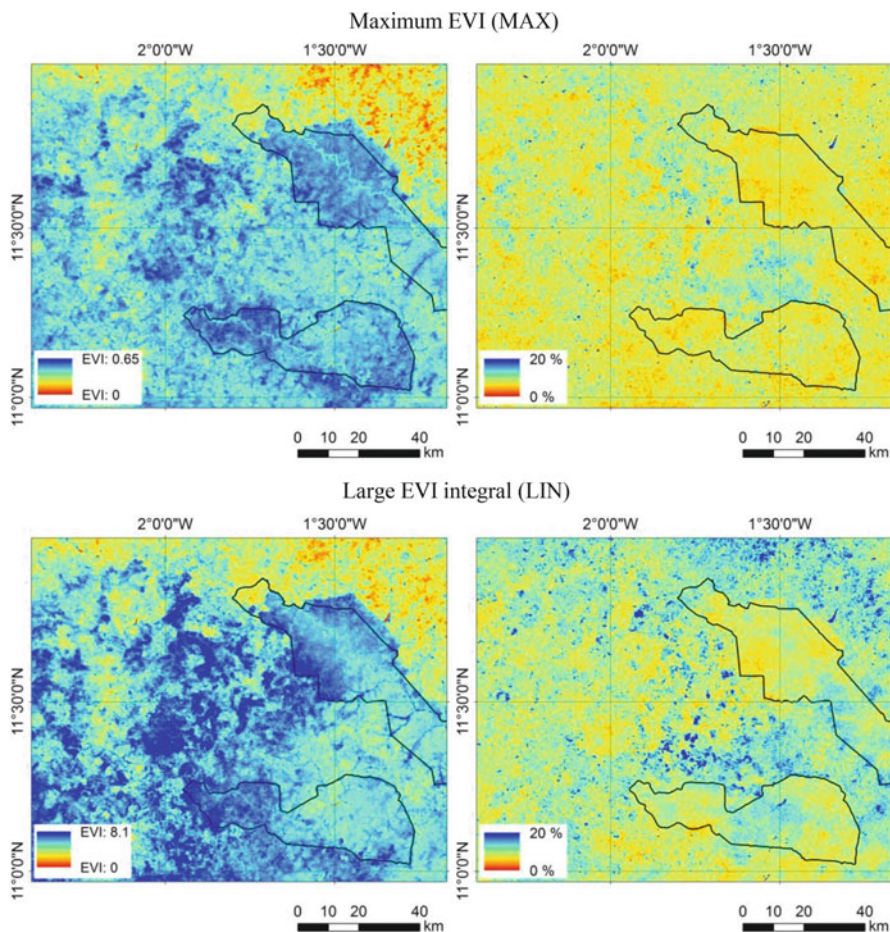 Maximum EVI (MAX)
2°0'0"W 1°30'0"W 2°0'0"W 1°30'0"W
11°30'0"N
11°0'0"N
11°30'0"N
11°0'0"N
EVI: 0.65
EVI: 0
20 %
0 %
0 10 20 40
km
0 10 20 40
km
Large EVI integral (LIN)
2°0'0"W 1°30'0"W 2°0'0"W 1°30'0"W
11°30'0"N
11°0'0"N
11°30'0"N
11°0'0"N
EVI: 8.1
EVI: 0
20 %
0 %
0 10 20 40
km
0 10 20 40
km